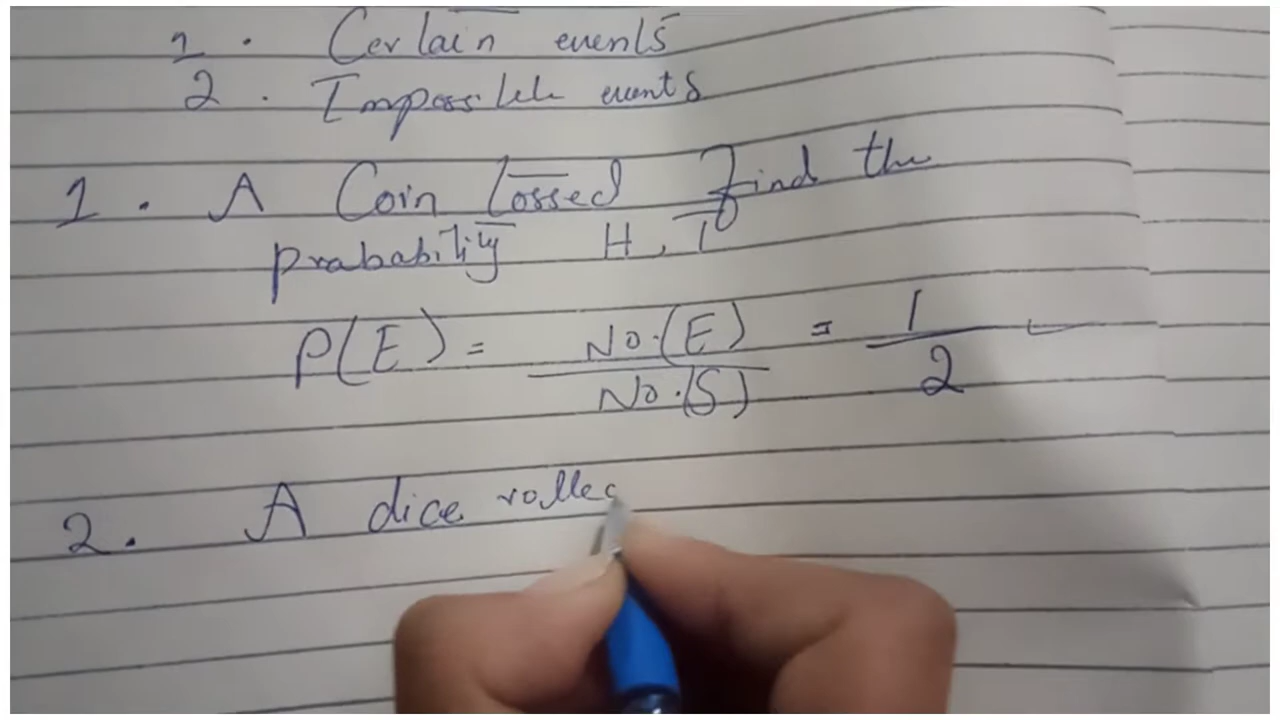 1. Certain events
2. Impossible events
1. A Coin tossed find the
probability H, T
P(E) = No.(E) / No.(S) = 1 / 2
2. A dice rolled